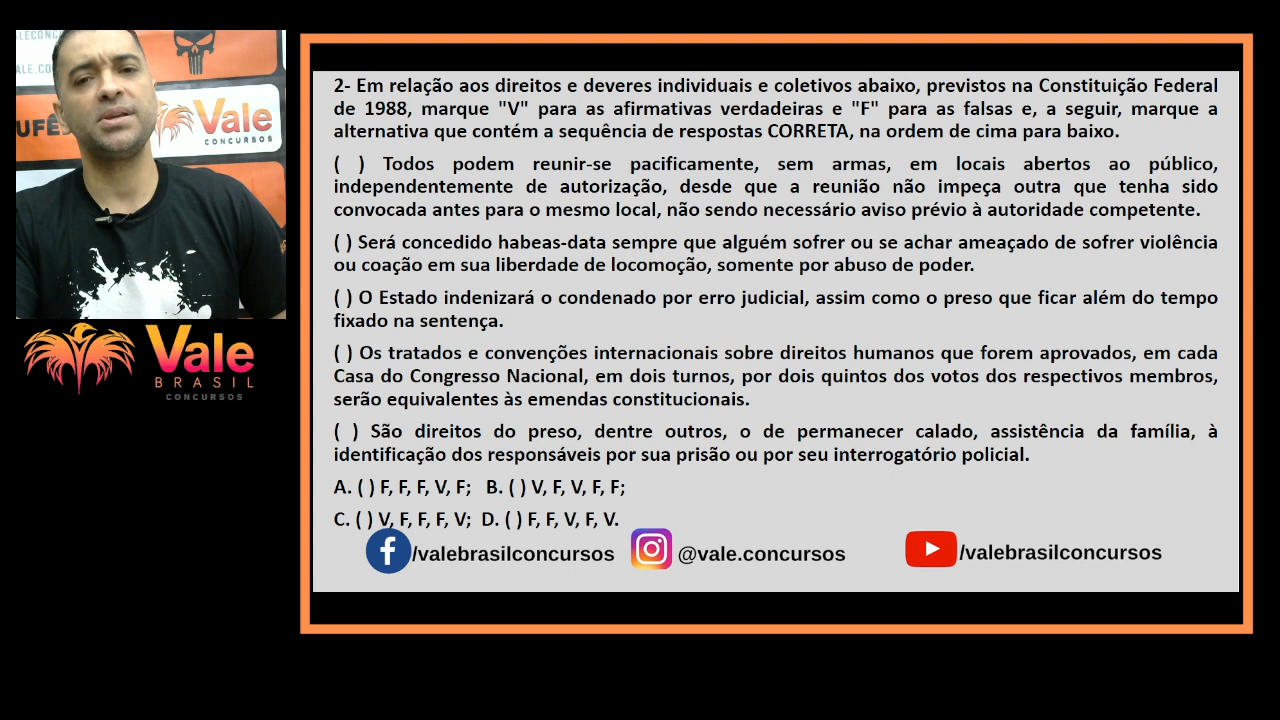 LECONC
ALE.CO
UFÊ
Vale
CONCURSOS
Vale
BRASIL
CONCURSOS
2- Em relação aos direitos e deveres individuais e coletivos abaixo, previstos na Constituição Federal
de 1988, marque "V" para as afirmativas verdadeiras e "F" para as falsas e, a seguir, marque a
alternativa que contém a sequência de respostas CORRETA, na ordem de cima para baixo.
( ) Todos podem reunir-se pacificamente, sem armas, em locais abertos ao público,
independentemente de autorização, desde que a reunião não impeça outra que tenha sido
convocada antes para o mesmo local, não sendo necessário aviso prévio à autoridade competente.
( ) Será concedido habeas-data sempre que alguém sofrer ou se achar ameaçado de sofrer violência
ou coação em sua liberdade de locomoção, somente por abuso de poder.
( ) O Estado indenizará o condenado por erro judicial, assim como o preso que ficar além do tempo
fixado na sentença.
( ) Os tratados e convenções internacionais sobre direitos humanos que forem aprovados, em cada
Casa do Congresso Nacional, em dois turnos, por dois quintos dos votos dos respectivos membros,
serão equivalentes às emendas constitucionais.
( ) São direitos do preso, dentre outros, o de permanecer calado, assistência da família, à
identificação dos responsáveis por sua prisão ou por seu interrogatório policial.
A. ( ) F, F, F, V, F; B. ( ) V, F, V, F, F;
C. ( ) V, F, F, F, V; D. ( ) F, F, V, F, V.
/valebrasilconcursos @vale.concursos /valebrasilconcursos